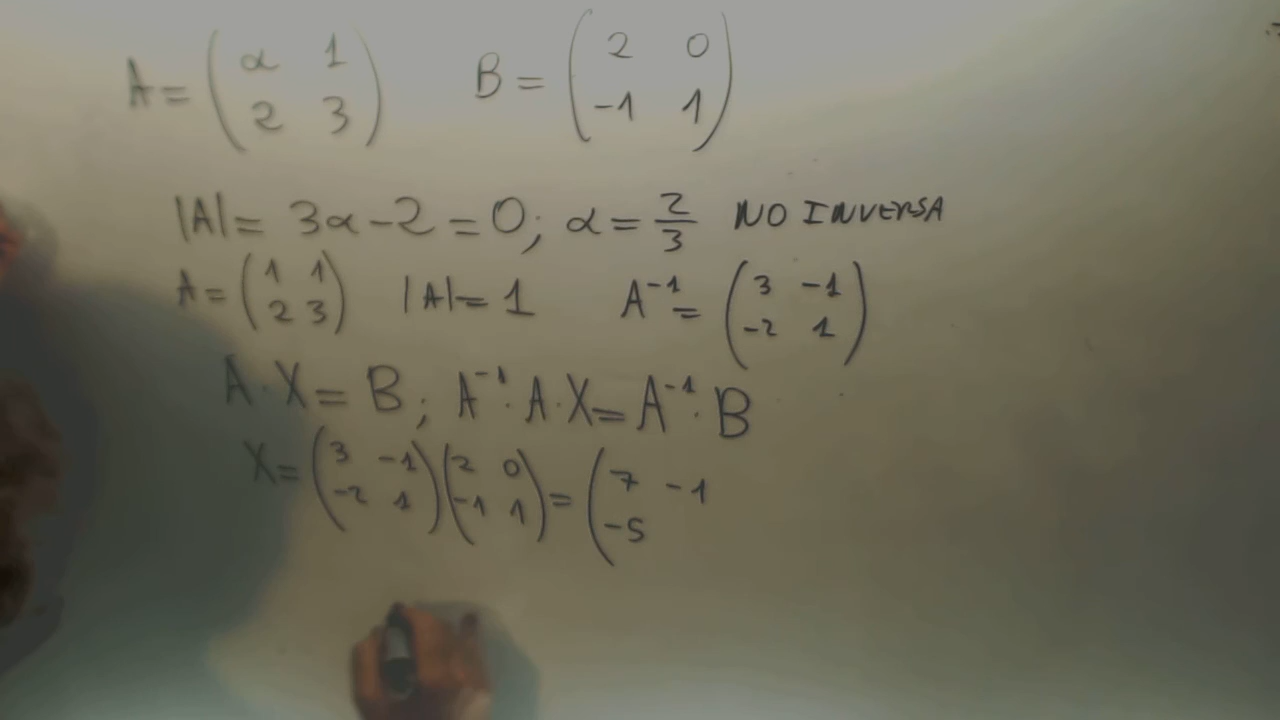 A = ( α 1 ) B = ( 2 0 )
( 2 3 ) ( -1 1 )
|A| = 3α - 2 = 0; α = 2/3 NO INVERSA
A = ( 1 1 ) |A| = 1 A⁻¹ = ( 3 -1 )
( 2 3 ) ( -2 1 )
A · X = B; A⁻¹ · A · X = A⁻¹ · B
X = ( 3 -1 ) ( 2 0 ) = ( 7 -1
( -2 1 ) ( -1 1 ) ( -5